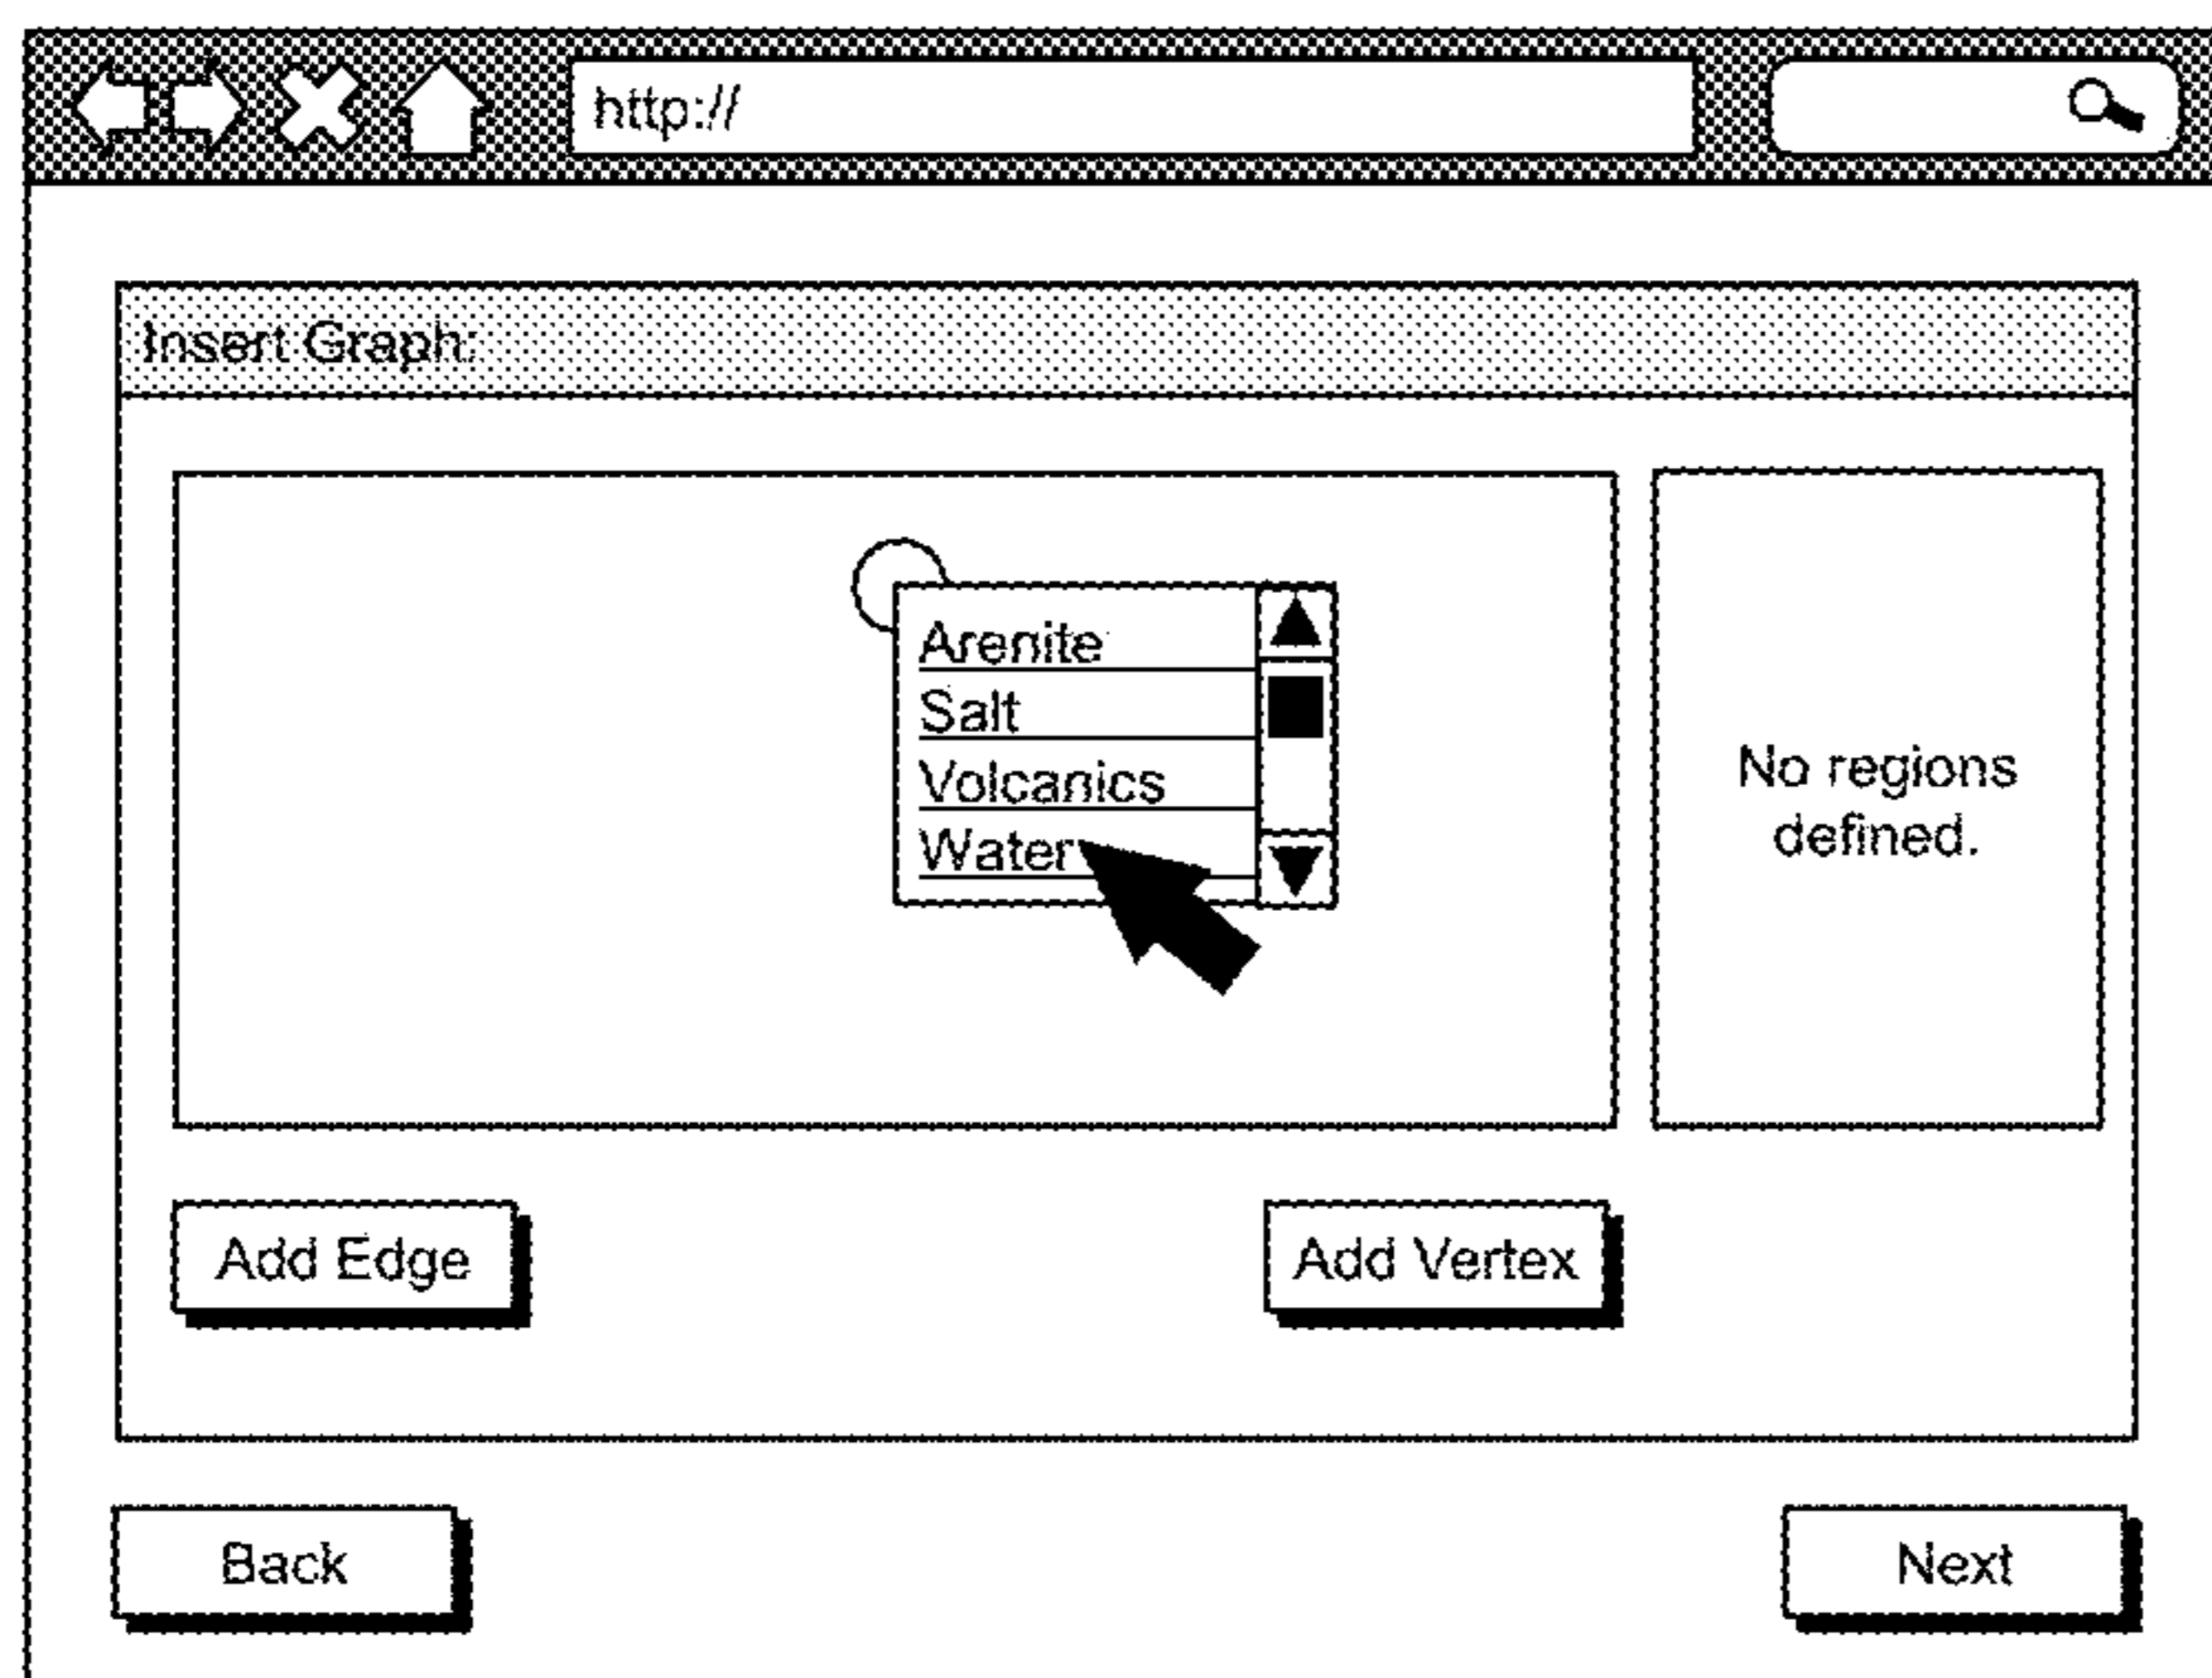 http://
Insert Graph:
Arenite
Salt
Volcanics
Water
No regions
defined.
Add Edge
Add Vertex
Back
Next